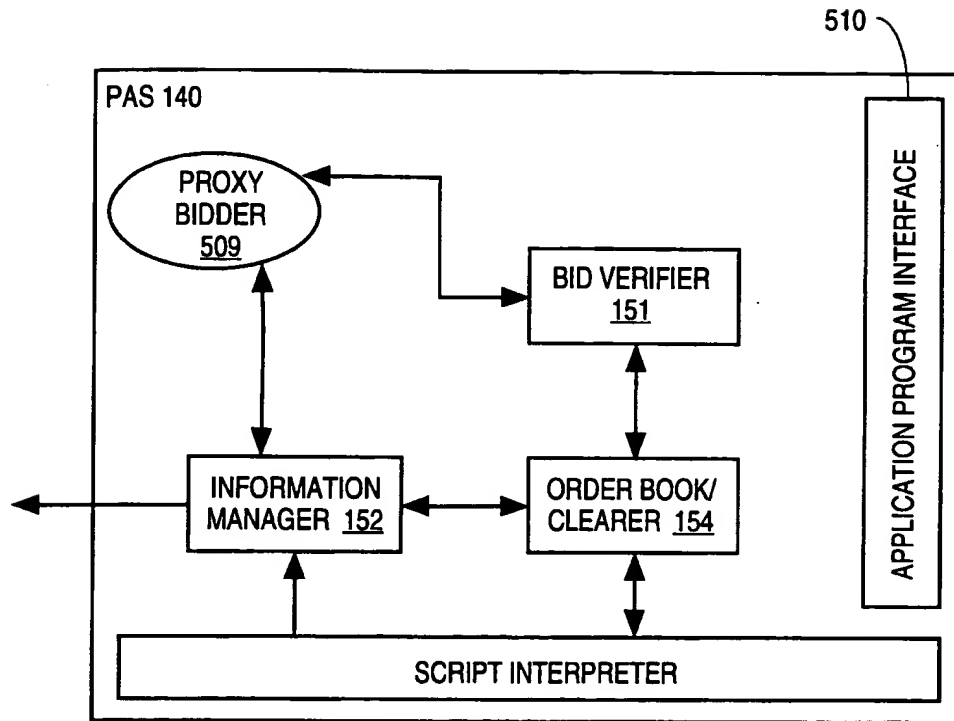 510
PAS 140
PROXY
BIDDER
509
BID VERIFIER
151
APPLICATION PROGRAM INTERFACE
INFORMATION
MANAGER 152
ORDER BOOK/
CLEARER 154
SCRIPT INTERPRETER